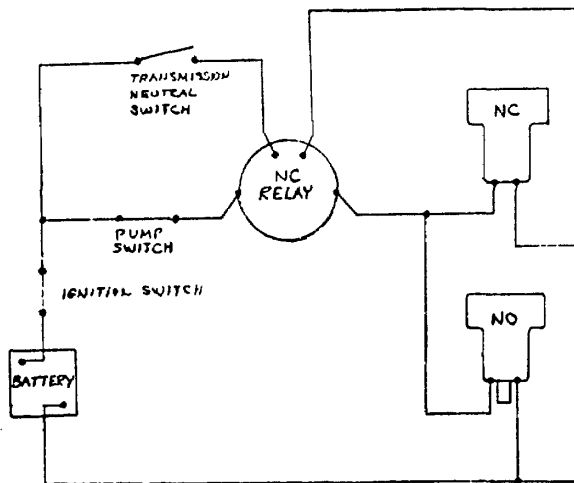 TRANSMISSION
NEUTRAL
SWITCH
NC
NC
RELAY
PUMP
SWITCH
IGNITION SWITCH
NO
BATTERY